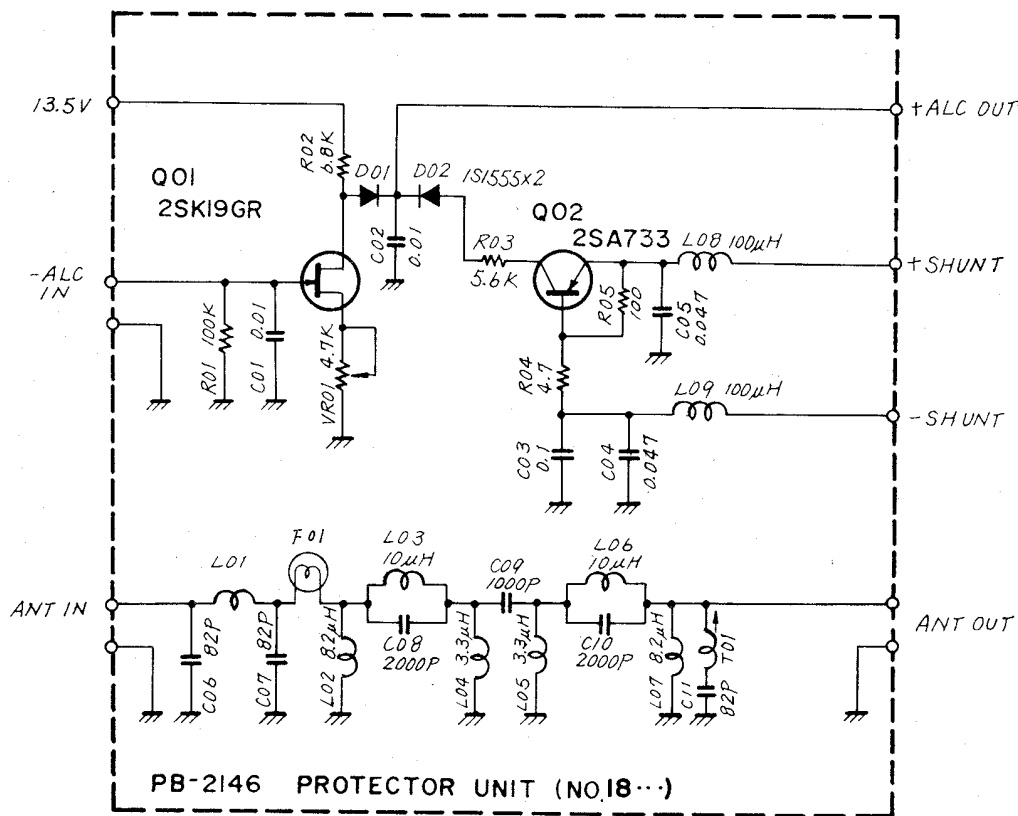 13.5V
+ALC OUT
R02
6.8K
D01
D02
1S1555×2
Q01
2SK19GR
C02
0.01
Q02
2SA733
R03
5.6K
L08 100μH
+SHUNT
-ALC
IN
R01 100K
C01 0.01
VR01 4.7K
R05
100
C05
0.047
R04
4.7
L09 100μH
-SHUNT
C03
0.1
C04
0.047
F01
L01
L03
10μH
C09
1000P
L06
10μH
ANT IN
ANT OUT
C06 82P
C07 82P
L02 8.2μH
C08
2000P
L04 3.3μH
L05 3.3μH
C10
2000P
L07 8.2μH
T01
C11
82P
PB-2146 PROTECTOR UNIT (NO.18···)